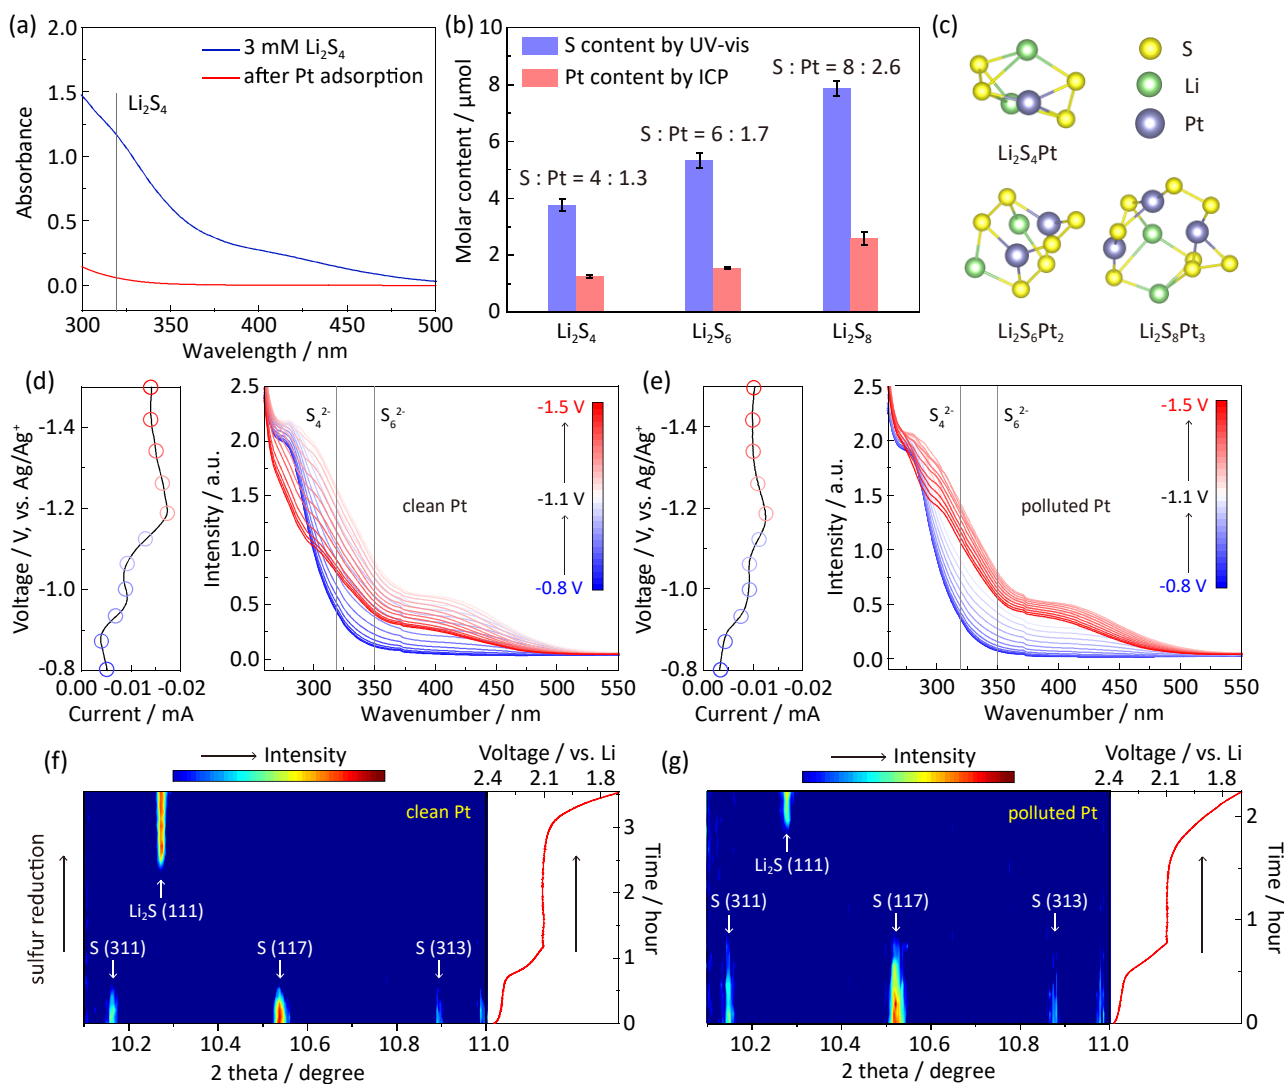 (a)
2.0
1.5
1.0
0.5
0.0
Absorbance
3 mM Li₂S₄
after Pt adsorption
Li₂S₄
300
350
400
450
500
Wavelength / nm
(b)
10
8
6
4
2
0
Molar content / μmol
S content by UV-vis
Pt content by ICP
S : Pt = 4 : 1.3
S : Pt = 6 : 1.7
S : Pt = 8 : 2.6
Li₂S₄
Li₂S₆
Li₂S₈
(c)
S
Li
Pt
Li₂S₄Pt
Li₂S₆Pt₂
Li₂S₈Pt₃
(d)
Voltage / V, vs. Ag/Ag⁺
-1.4
-1.2
-1.0
-0.8
0.00
-0.01
-0.02
Current / mA
Intensity / a.u.
2.5
2.0
1.5
1.0
0.5
0.0
S₄²⁻
S₆²⁻
clean Pt
-1.5 V
-1.1 V
-0.8 V
300
350
400
450
500
550
Wavenumber / nm
(e)
Voltage / V, vs. Ag/Ag⁺
-1.4
-1.2
-1.0
-0.8
0.00
-0.01
-0.02
Current / mA
Intensity / a.u.
2.5
2.0
1.5
1.0
0.5
0.0
S₄²⁻
S₆²⁻
polluted Pt
-1.5 V
-1.1 V
-0.8 V
300
350
400
450
500
550
Wavenumber / nm
(f)
Intensity
Voltage / vs. Li
2.4
2.1
1.8
clean Pt
sulfur reduction
Li₂S (111)
S (311)
S (117)
S (313)
3
2
1
0
Time / hour
10.2
10.4
10.6
10.8
11.0
2 theta / degree
(g)
Intensity
Voltage / vs. Li
2.4
2.1
1.8
polluted Pt
Li₂S (111)
S (311)
S (117)
S (313)
2
1
0
Time / hour
10.2
10.4
10.6
10.8
11.0
2 theta / degree